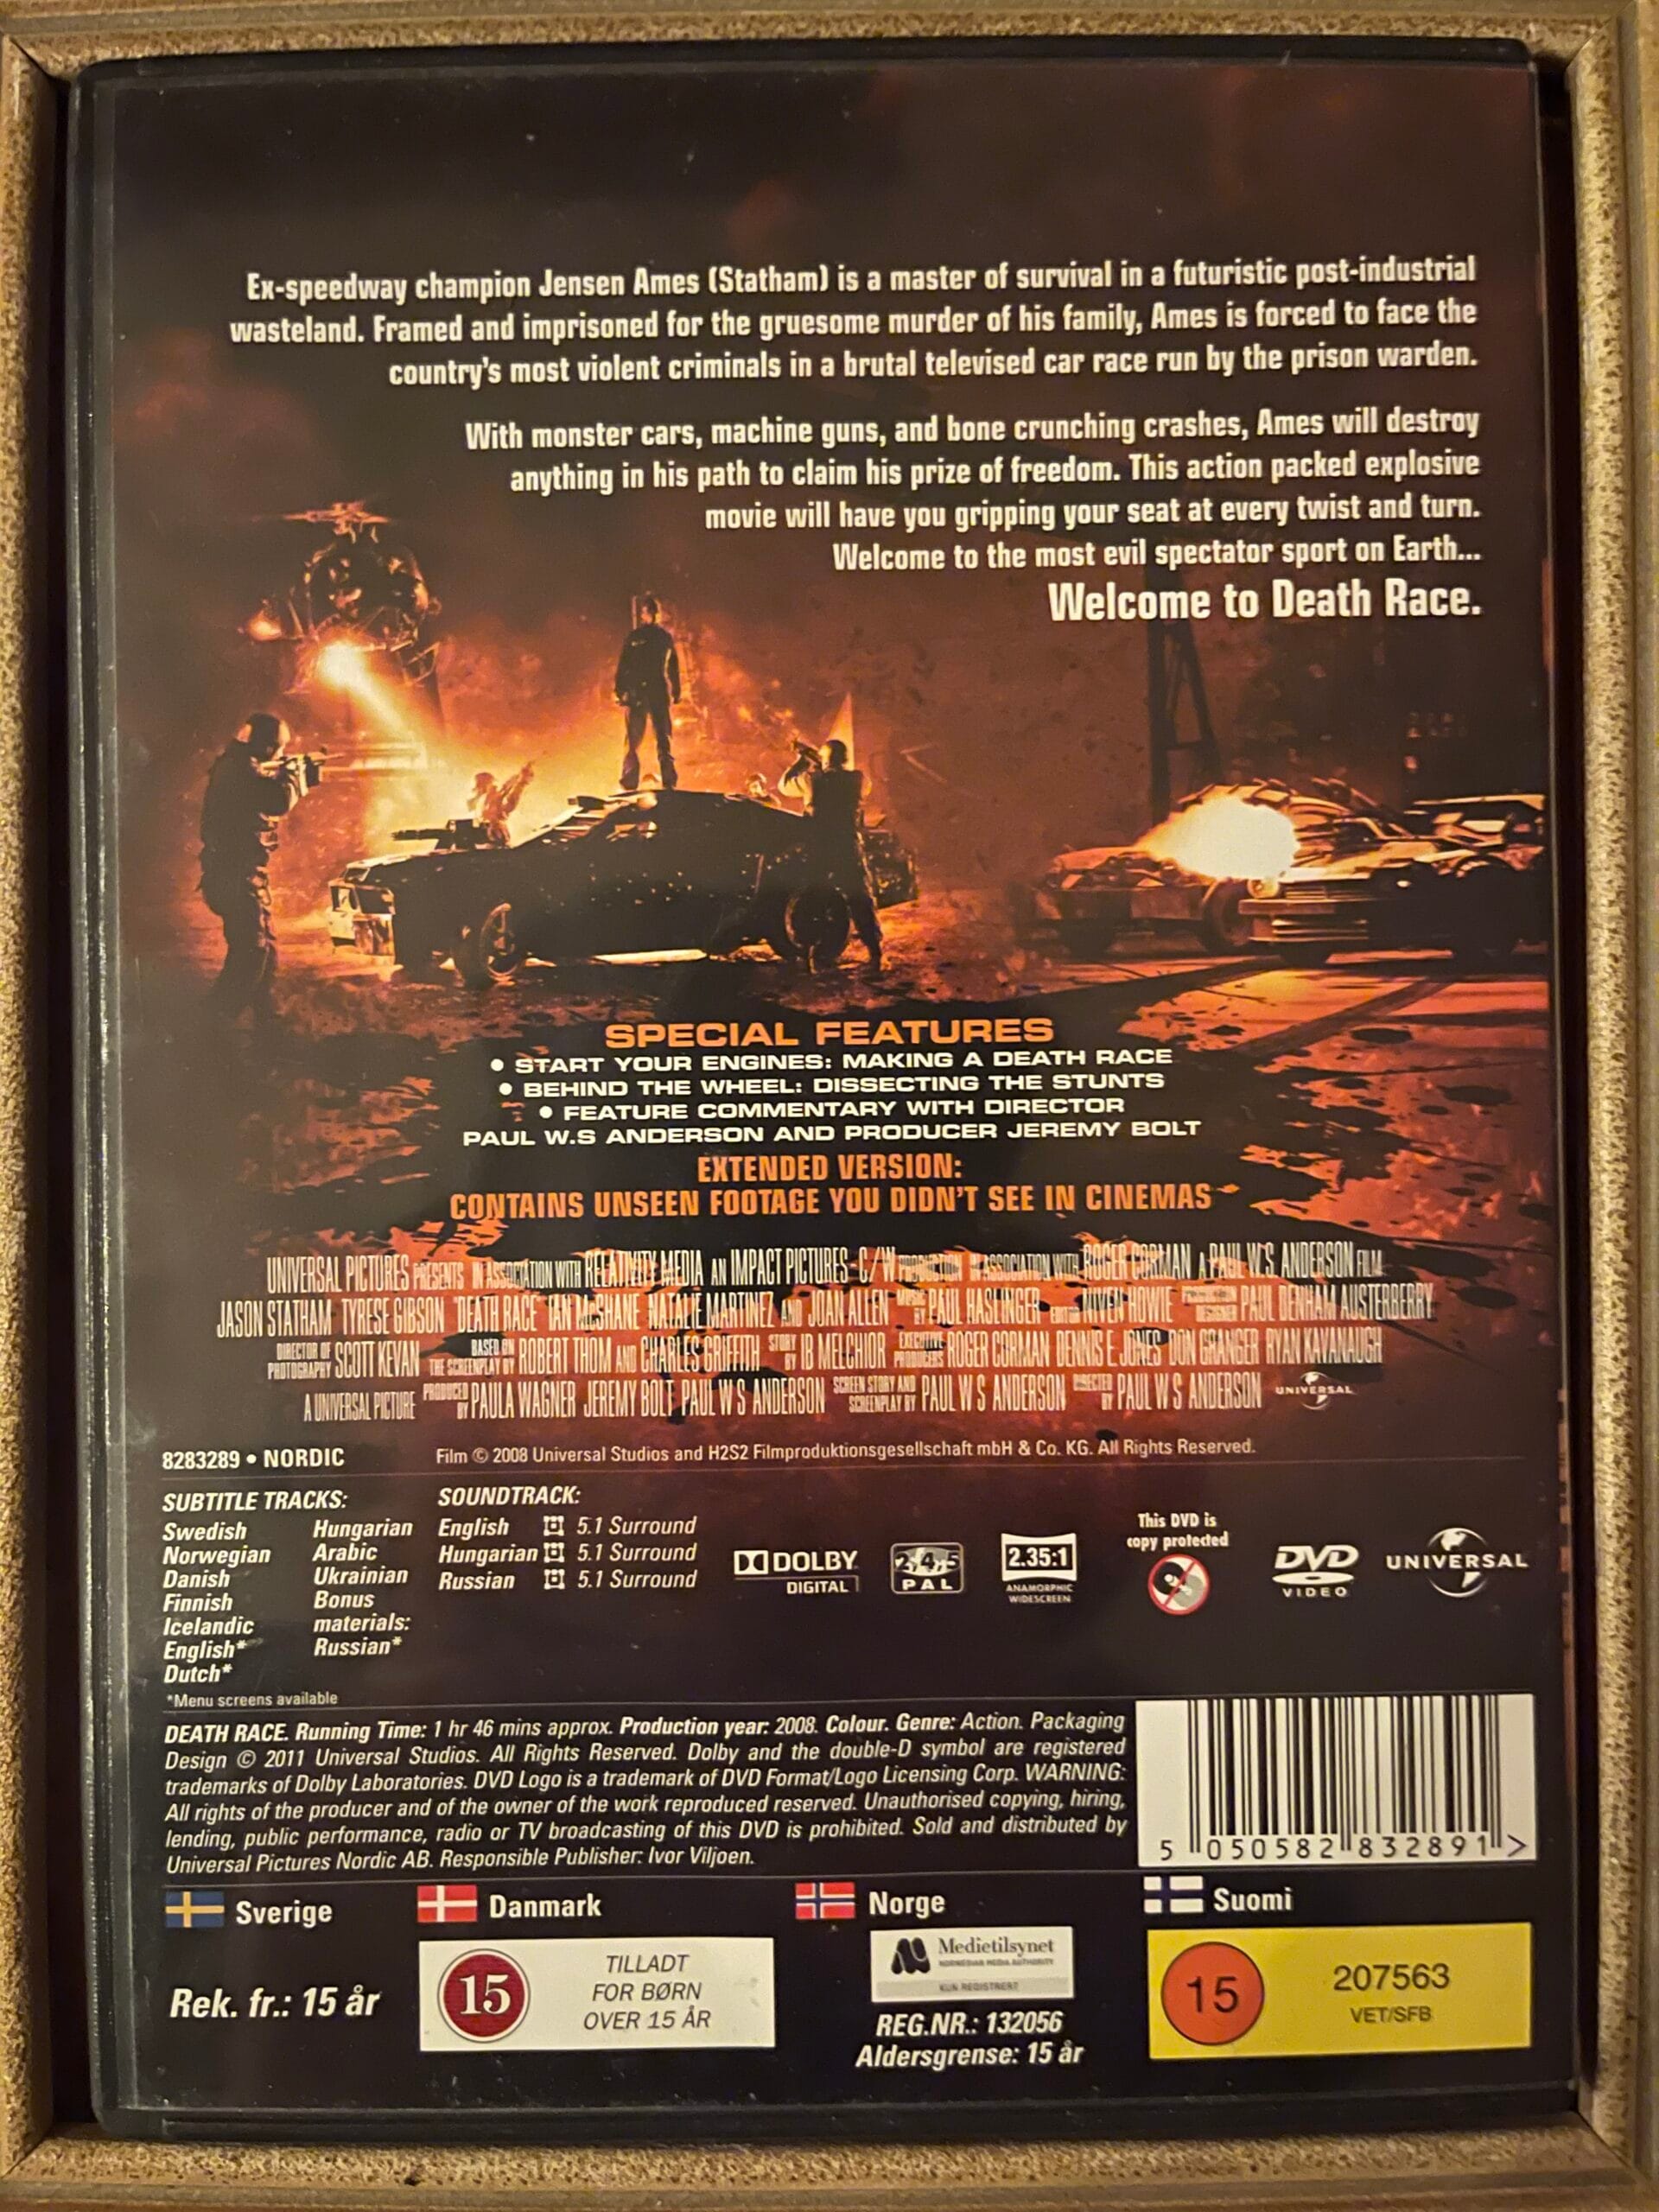 Ex-speedway champion Jensen Ames (Statham) is a master of survival in a futuristic post-industrial
wasteland. Framed and imprisoned for the gruesome murder of his family, Ames is forced to face the
country's most violent criminals in a brutal televised car race run by the prison warden.
With monster cars, machine guns, and bone crunching crashes, Ames will destroy
anything in his path to claim his prize of freedom. This action packed explosive
movie will have you gripping your seat at every twist and turn.
Welcome to the most evil spectator sport on Earth...
Welcome to Death Race.
SPECIAL FEATURES
• START YOUR ENGINES: MAKING A DEATH RACE
• BEHIND THE WHEEL: DISSECTING THE STUNTS
• FEATURE COMMENTARY WITH DIRECTOR
PAUL W.S ANDERSON AND PRODUCER JEREMY BOLT
EXTENDED VERSION:
CONTAINS UNSEEN FOOTAGE YOU DIDN'T SEE IN CINEMAS
UNIVERSAL PICTURES PRESENTS IN ASSOCIATION WITH RELATIVITY MEDIA AN IMPACT PICTURES-C/W PRODUCTION IN ASSOCIATION WITH ROGER CORMAN A PAUL W.S. ANDERSON FILM
JASON STATHAM TYRESE GIBSON "DEATH RACE" IAN McSHANE NATALIE MARTINEZ AND JOAN ALLEN MUSIC BY PAUL HASLINGER EDITOR NIVEN HOWIE DESIGNER PAUL DENHAM AUSTERBERRY
DIRECTOR OF PHOTOGRAPHY SCOTT KEVAN BASED ON THE SCREENPLAY BY ROBERT THOM AND CHARLES GRIFFITH STORY BY IB MELCHIOR EXECUTIVE PRODUCERS ROGER CORMAN DENNIS E. JONES DON GRANGER RYAN KAVANAUGH
A UNIVERSAL PICTURE PRODUCED BY PAULA WAGNER JEREMY BOLT PAUL W S ANDERSON SCREEN STORY AND SCREENPLAY BY PAUL W S ANDERSON DIRECTED BY PAUL W S ANDERSON UNIVERSAL
8283289 • NORDIC
Film © 2008 Universal Studios and H2S2 Filmproduktionsgesellschaft mbH & Co. KG. All Rights Reserved.
SUBTITLE TRACKS:
Swedish
Norwegian
Danish
Finnish
Icelandic
English*
Dutch*
Hungarian
Arabic
Ukrainian
Bonus
materials:
Russian*
*Menu screens available
SOUNDTRACK:
English 5.1 Surround
Hungarian 5.1 Surround
Russian 5.1 Surround
DOLBY
DIGITAL
2,4,5
PAL
2.35:1
ANAMORPHIC
WIDESCREEN
This DVD is
copy protected
DVD
VIDEO
UNIVERSAL
DEATH RACE. Running Time: 1 hr 46 mins approx. Production year: 2008. Colour. Genre: Action. Packaging
Design © 2011 Universal Studios. All Rights Reserved. Dolby and the double-D symbol are registered
trademarks of Dolby Laboratories. DVD Logo is a trademark of DVD Format/Logo Licensing Corp. WARNING:
All rights of the producer and of the owner of the work reproduced reserved. Unauthorised copying, hiring,
lending, public performance, radio or TV broadcasting of this DVD is prohibited. Sold and distributed by
Universal Pictures Nordic AB. Responsible Publisher: Ivor Viljoen.
5 050582 832891 >
Sverige
Rek. fr.: 15 år
Danmark
15
TILLADT
FOR BØRN
OVER 15 ÅR
Norge
Medietilsynet
NORWEGIAN MEDIA AUTHORITY
KUN REGISTRERT
REG.NR.: 132056
Aldersgrense: 15 år
Suomi
15
207563
VET/SFB